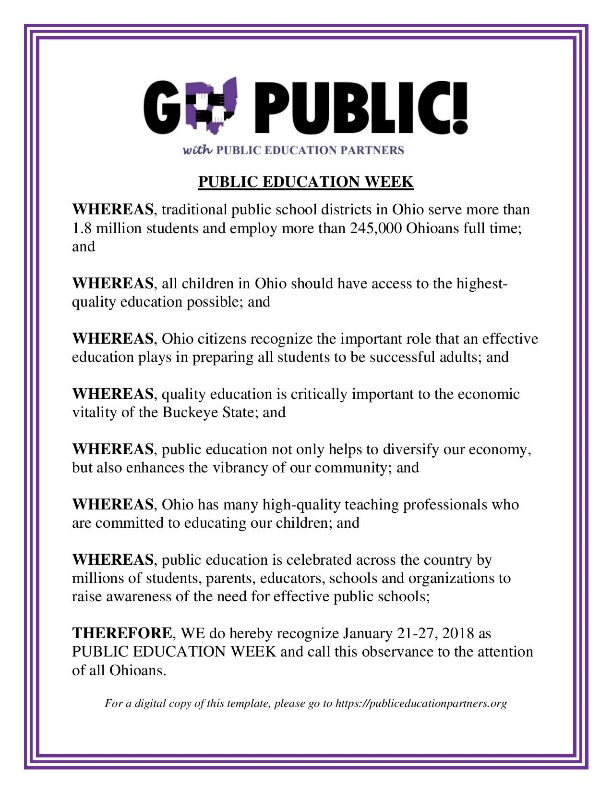 GO PUBLIC!
with PUBLIC EDUCATION PARTNERS
PUBLIC EDUCATION WEEK
WHEREAS, traditional public school districts in Ohio serve more than
1.8 million students and employ more than 245,000 Ohioans full time;
and
WHEREAS, all children in Ohio should have access to the highest-
quality education possible; and
WHEREAS, Ohio citizens recognize the important role that an effective
education plays in preparing all students to be successful adults; and
WHEREAS, quality education is critically important to the economic
vitality of the Buckeye State; and
WHEREAS, public education not only helps to diversify our economy,
but also enhances the vibrancy of our community; and
WHEREAS, Ohio has many high-quality teaching professionals who
are committed to educating our children; and
WHEREAS, public education is celebrated across the country by
millions of students, parents, educators, schools and organizations to
raise awareness of the need for effective public schools;
THEREFORE, WE do hereby recognize January 21-27, 2018 as
PUBLIC EDUCATION WEEK and call this observance to the attention
of all Ohioans.
For a digital copy of this template, please go to https://publiceducationpartners.org